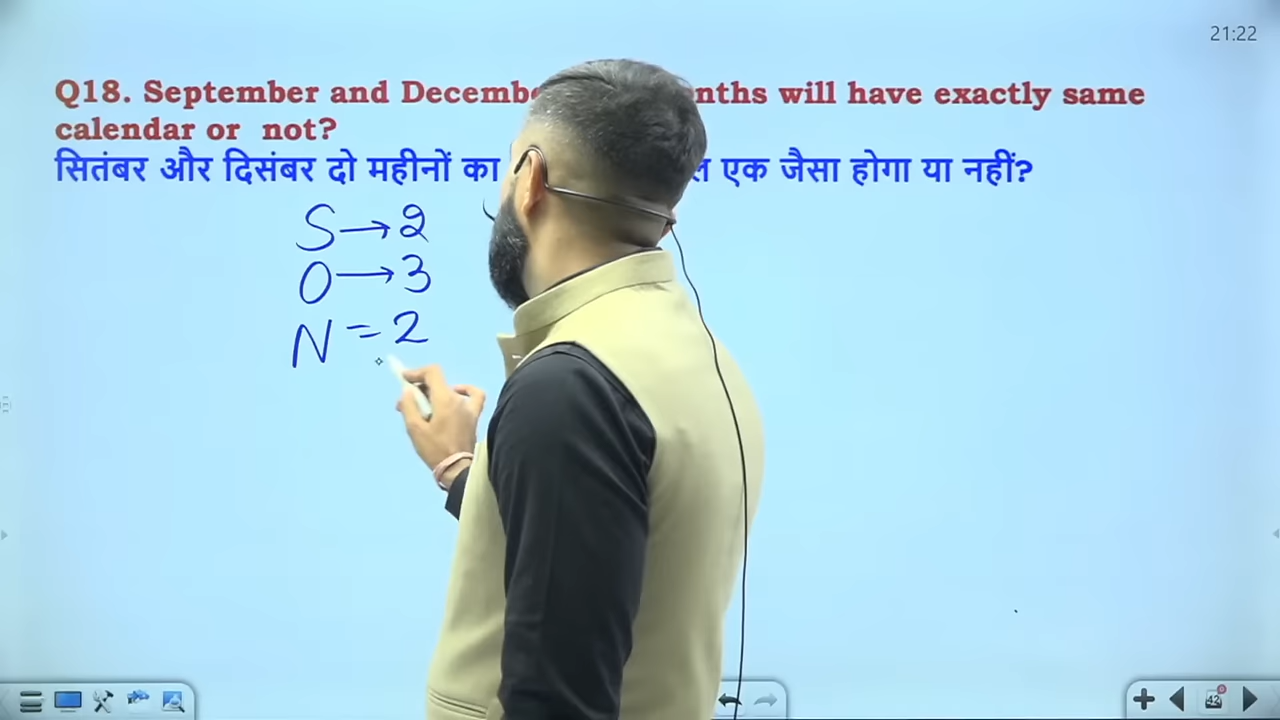 21:22
Q18. September and nths will have exactly same
calendar or not?
सितंबर और दिसंबर दो महीनों का एक जैसा होगा या नहीं?
S→2
O→3
N=2
42